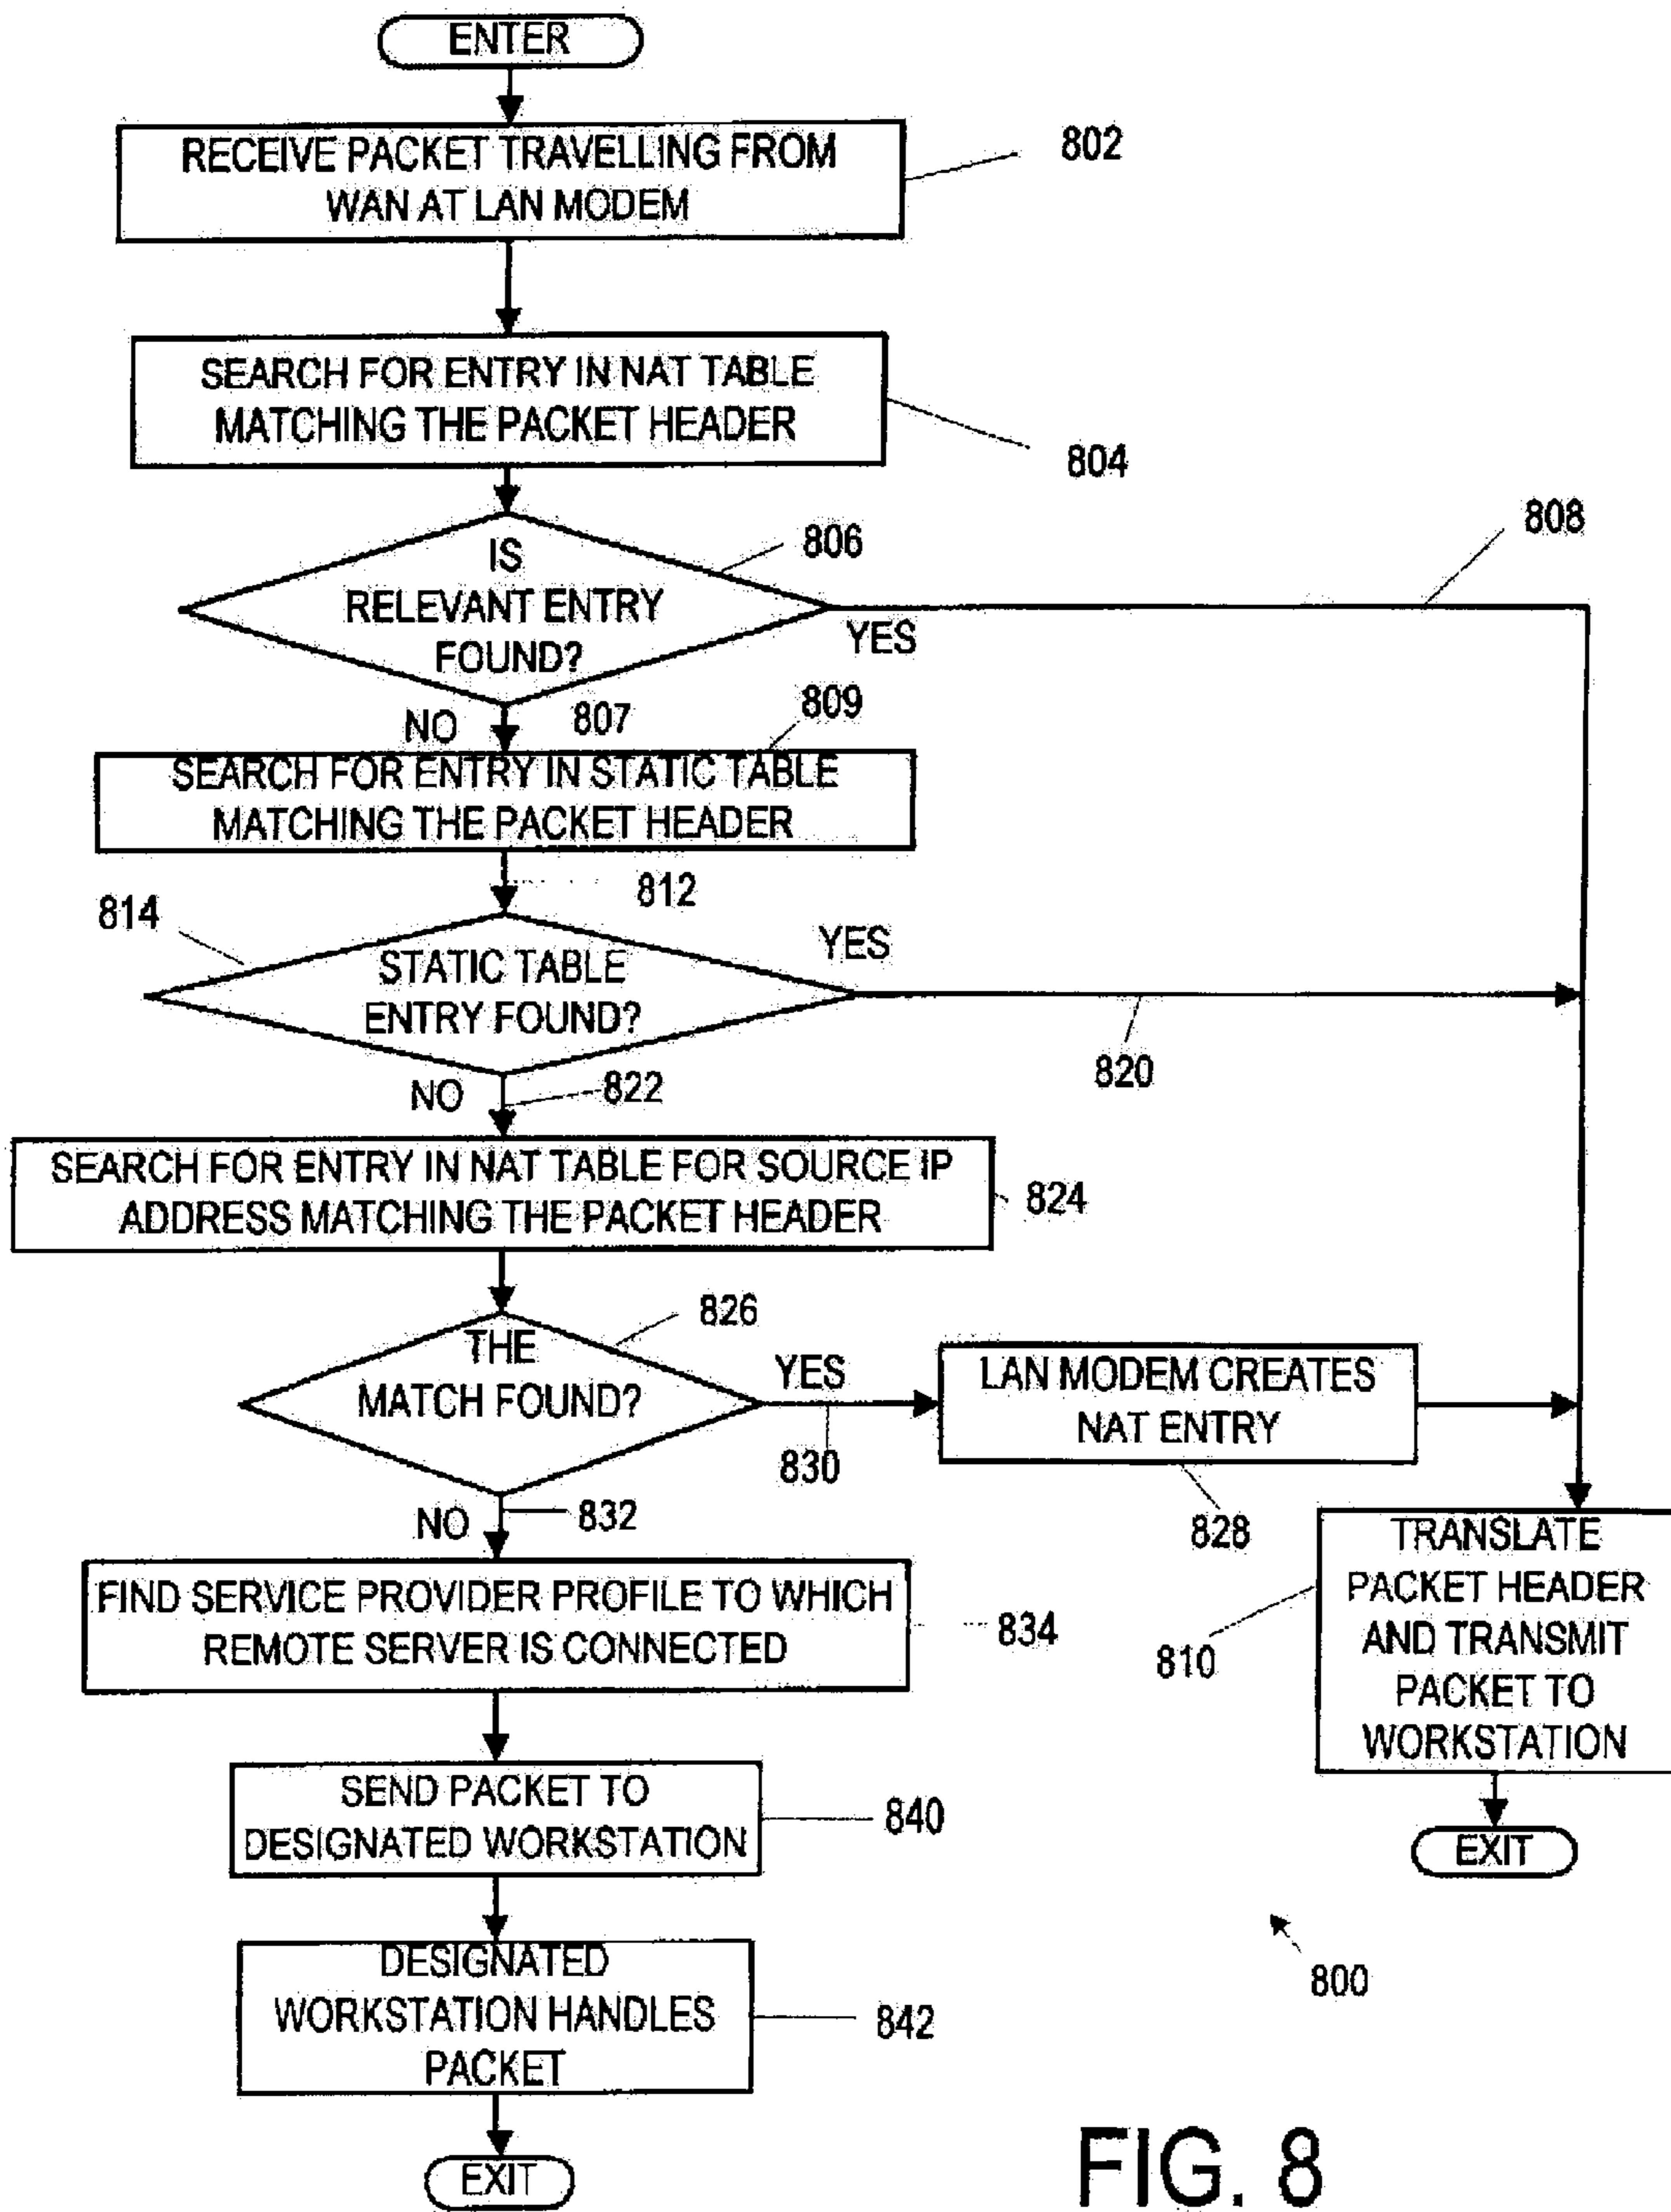 ENTER
RECEIVE PACKET TRAVELLING FROM
WAN AT LAN MODEM
802
SEARCH FOR ENTRY IN NAT TABLE
MATCHING THE PACKET HEADER
804
IS
RELEVANT ENTRY
FOUND?
806
808
YES
NO
807
809
SEARCH FOR ENTRY IN STATIC TABLE
MATCHING THE PACKET HEADER
812
814
STATIC TABLE
ENTRY FOUND?
YES
820
NO
822
SEARCH FOR ENTRY IN NAT TABLE FOR SOURCE IP
ADDRESS MATCHING THE PACKET HEADER
824
THE
MATCH FOUND?
826
YES
830
LAN MODEM CREATES
NAT ENTRY
828
NO
832
FIND SERVICE PROVIDER PROFILE TO WHICH
REMOTE SERVER IS CONNECTED
834
TRANSLATE
PACKET HEADER
AND TRANSMIT
PACKET TO
WORKSTATION
810
EXIT
SEND PACKET TO
DESIGNATED WORKSTATION
840
DESIGNATED
WORKSTATION HANDLES
PACKET
842
800
EXIT
FIG. 8